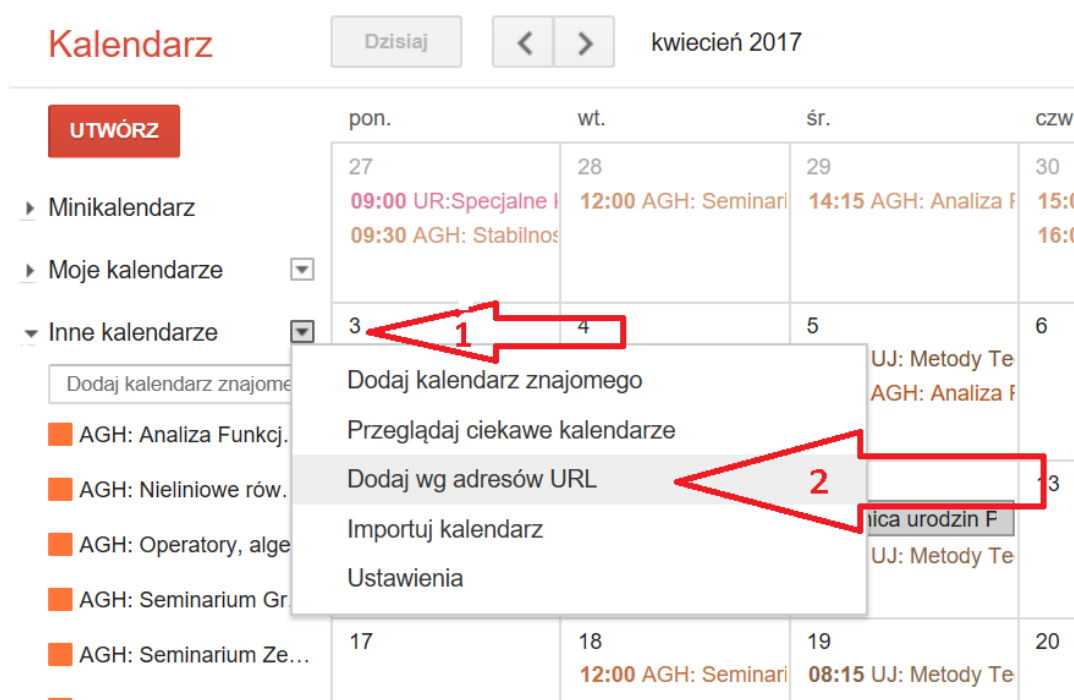 Kalendarz
Dzisiaj
kwiecień 2017
UTWÓRZ
pon. wt. śr. czw
27 28 29 30
09:00 UR:Specjalne 12:00 AGH: Seminari 14:15 AGH: Analiza F 15:0
09:30 AGH: Stabilnoś 16:0
Minikalendarz
Moje kalendarze
Inne kalendarze
3 1 4 5 6
Dodaj kalendarz znajome
UJ: Metody Te
AGH: Analiza F
Dodaj kalendarz znajomego
Przeglądaj ciekawe kalendarze
Dodaj wg adresów URL
2
13
Importuj kalendarz
Ustawienia
nica urodzin F
UJ: Metody Te
AGH: Analiza Funkcj.
AGH: Nieliniowe rów.
AGH: Operatory, alge
AGH: Seminarium Gr
AGH: Seminarium Ze…
17 18 19 20
12:00 AGH: Seminari 08:15 UJ: Metody Te